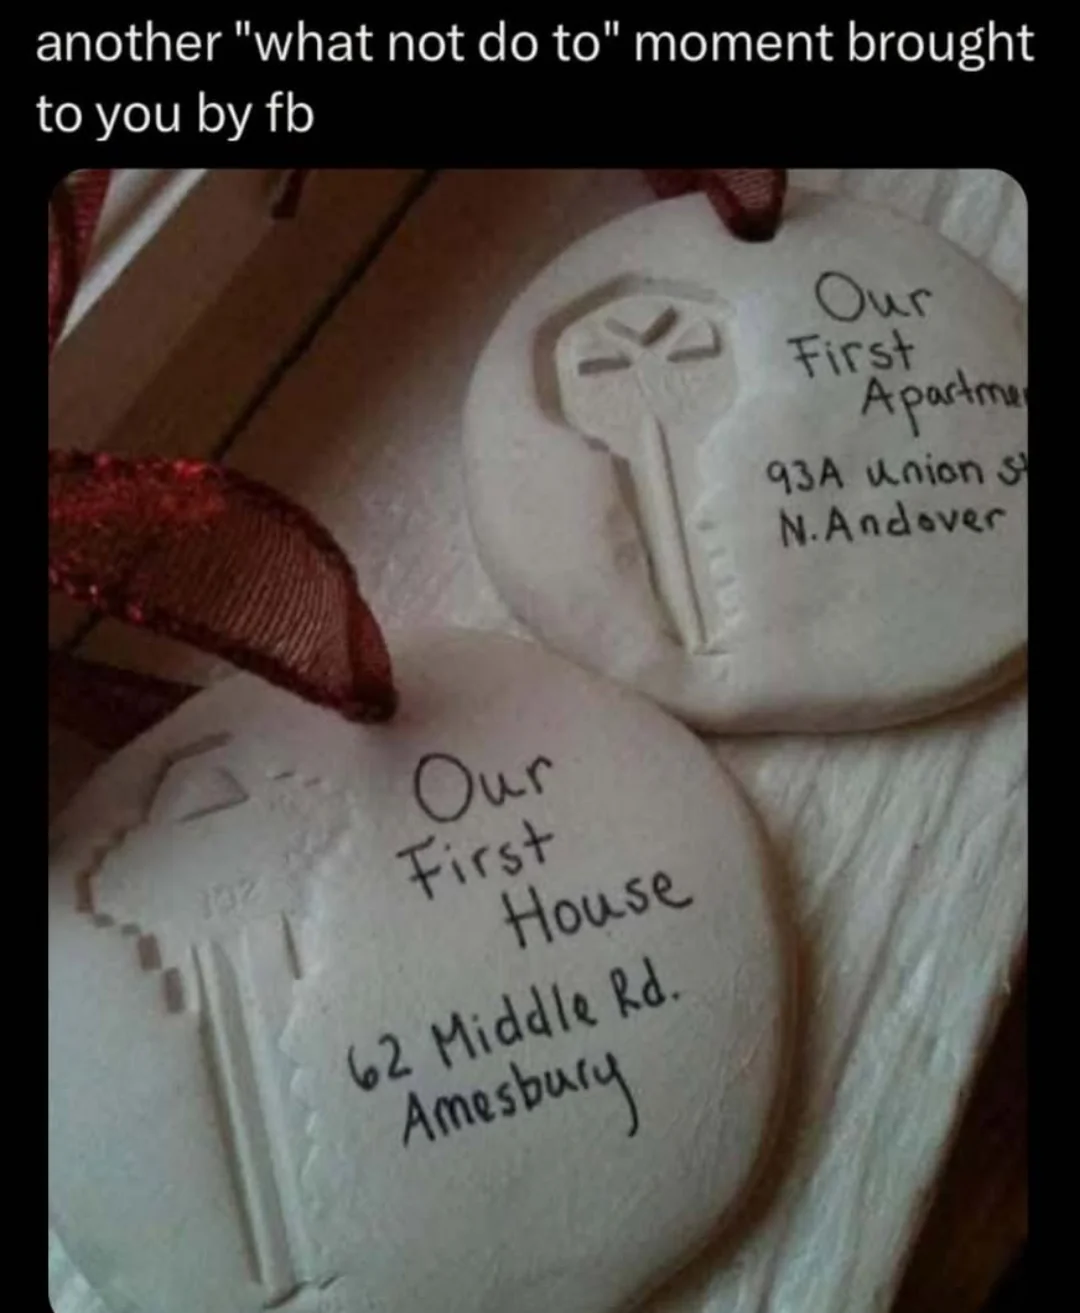 another "what not do to" moment brought
to you by fb
Our
First
Apartme
93A Union St
N. Andover
Our
First
House
62 Middle Rd.
Amesbury